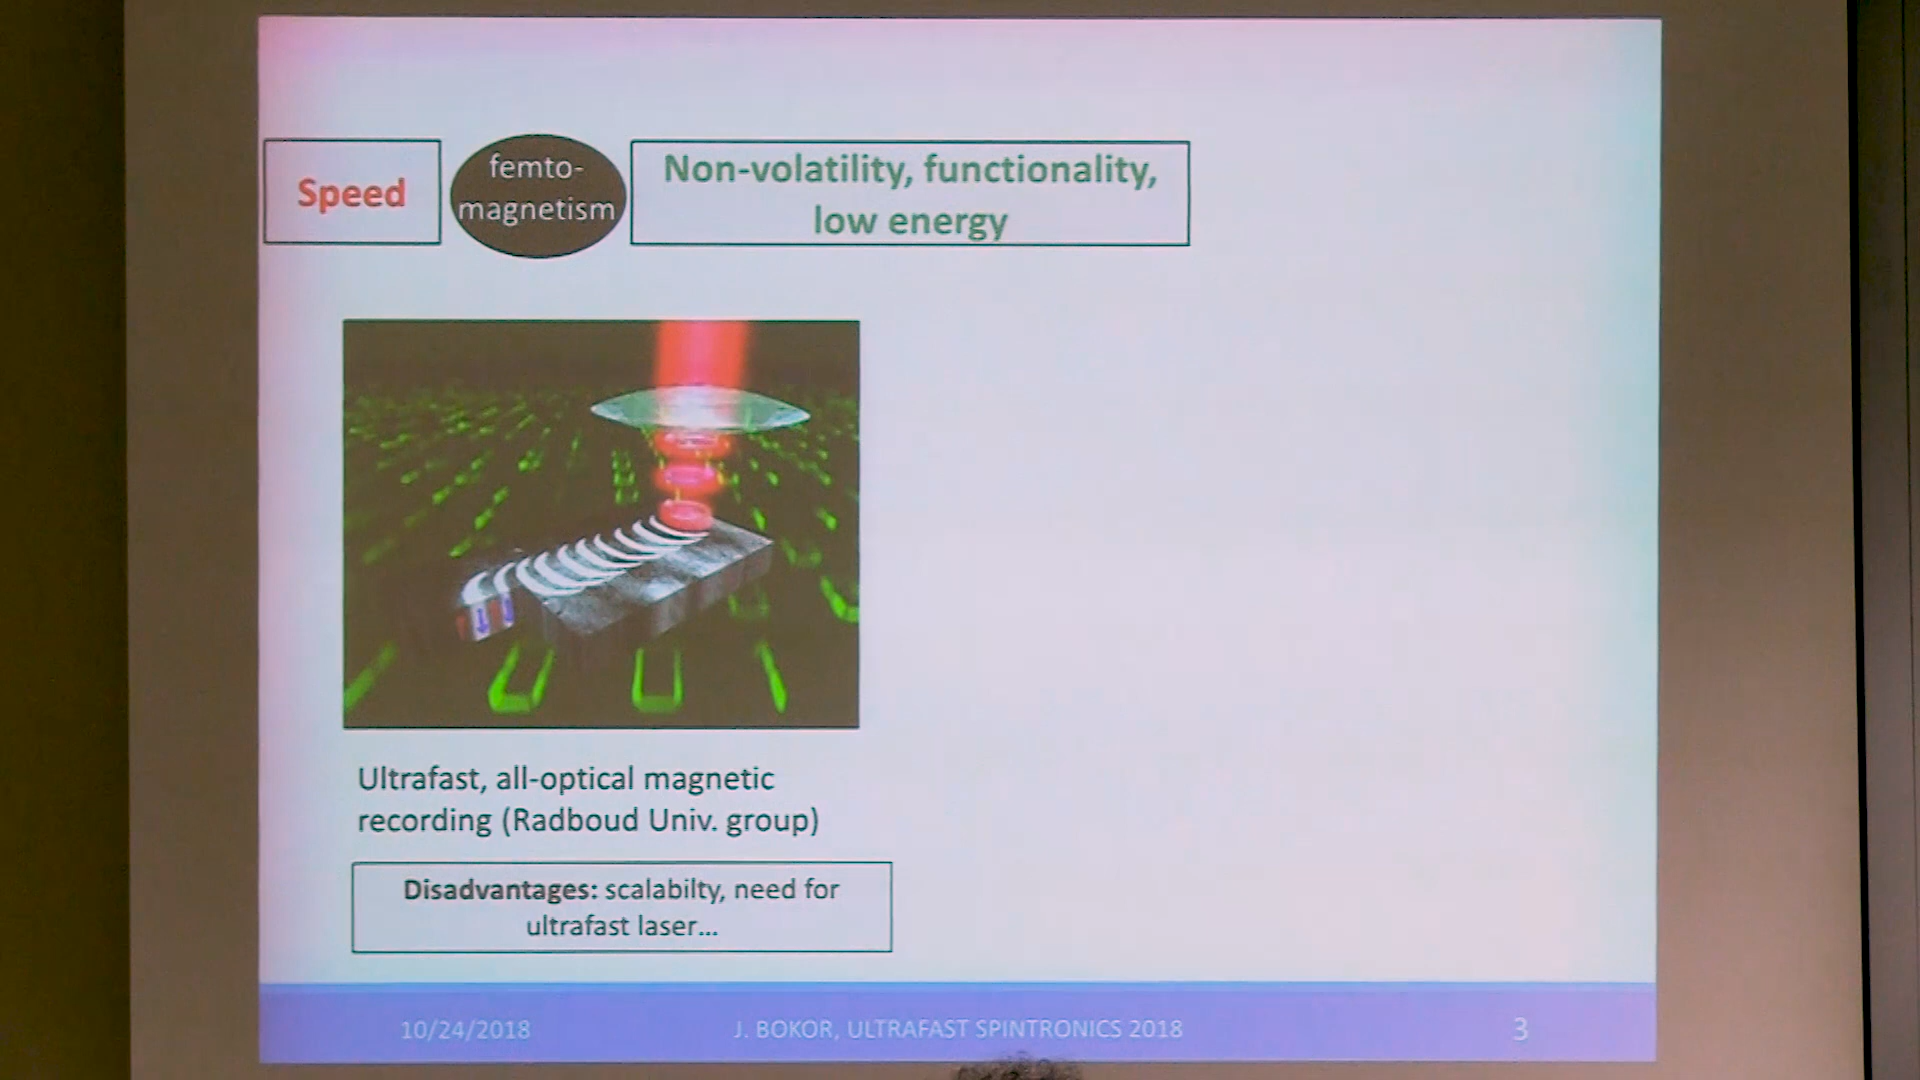 Speed
femto-
magnetism
Non-volatility, functionality,
low energy
Ultrafast, all-optical magnetic
recording (Radboud Univ. group)
Disadvantages: scalabilty, need for
ultrafast laser...
10/24/2018
J. BOKOR, ULTRAFAST SPINTRONICS 2018
3